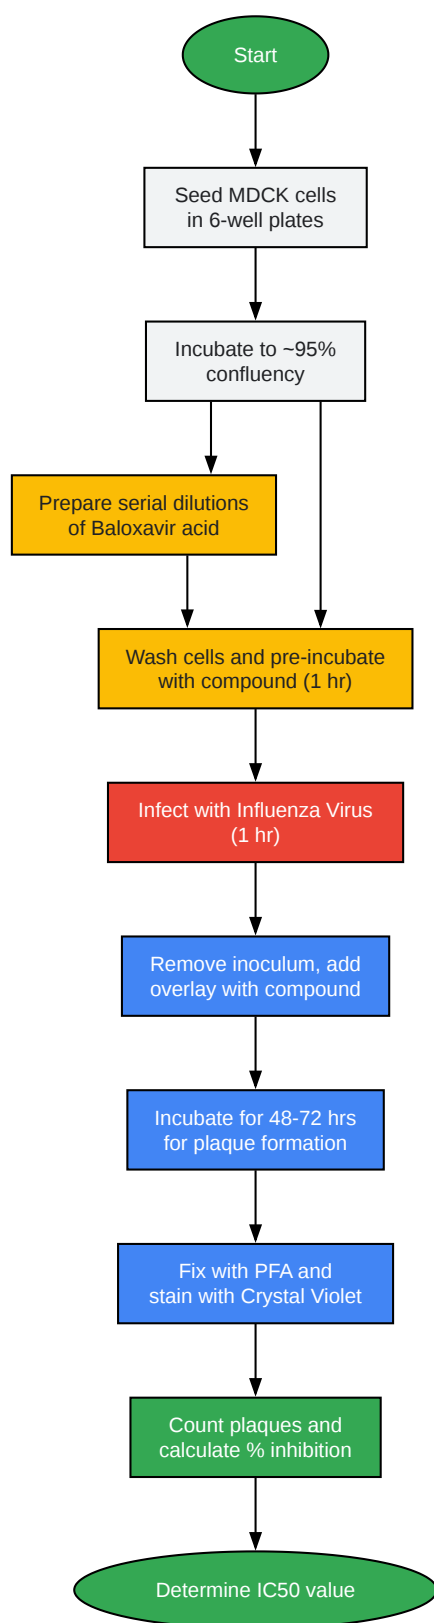 Start
Seed MDCK cells
in 6-well plates
Incubate to ~95%
confluency
Prepare serial dilutions
of Baloxavir acid
Wash cells and pre-incubate
with compound (1 hr)
Infect with Influenza Virus
(1 hr)
Remove inoculum, add
overlay with compound
Incubate for 48-72 hrs
for plaque formation
Fix with PFA and
stain with Crystal Violet
Count plaques and
calculate % inhibition
Determine IC50 value